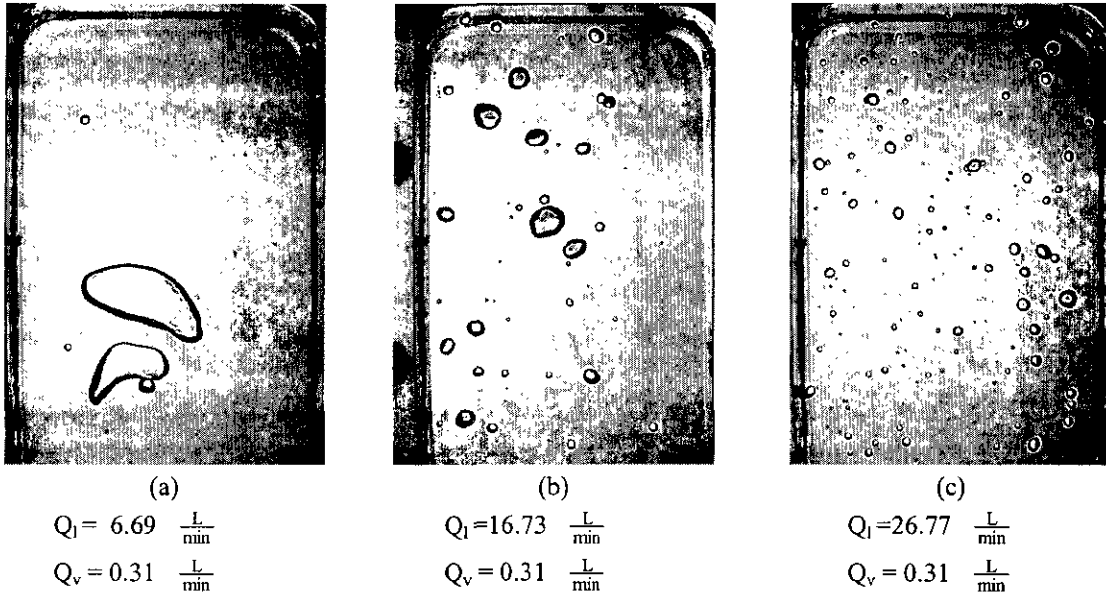 (a) (b) (c)
Q_l = 6.69 L/min Q_l =16.73 L/min Q_l =26.77 L/min
Q_v = 0.31 L/min Q_v = 0.31 L/min Q_v = 0.31 L/min